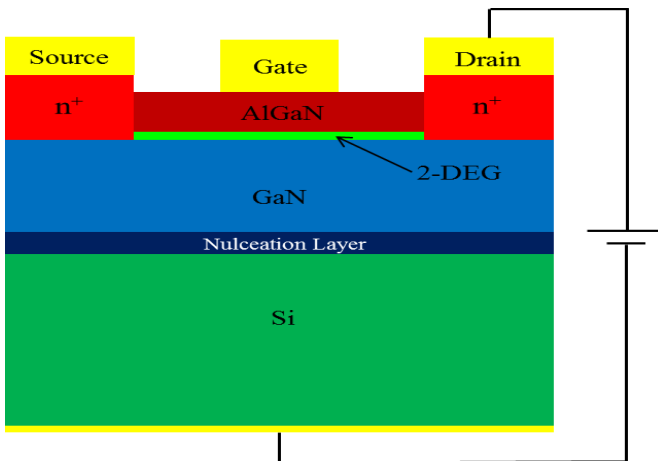 Source
Gate
Drain
n+
AlGaN
n+
2-DEG
GaN
Nulceation Layer
Si